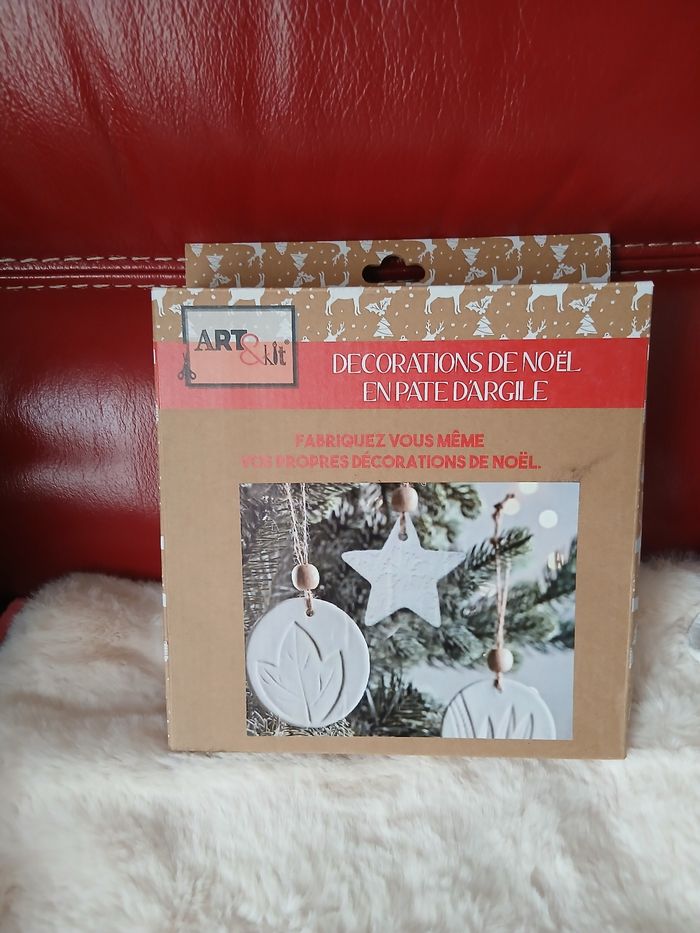 ART&kit®
DECORATIONS DE NOËL
EN PATE D'ARGILE
FABRIQUEZ VOUS MÊME
VOS PROPRES DÉCORATIONS DE NOËL.